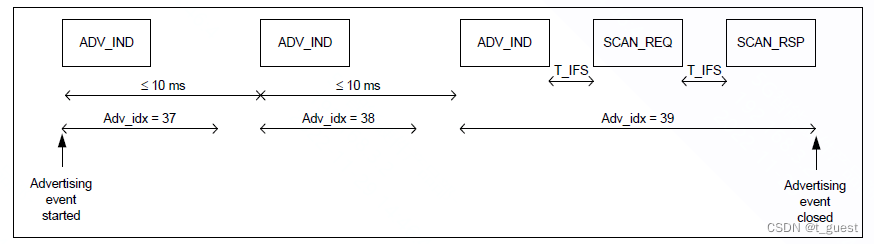 ADV_IND
ADV_IND
ADV_IND
SCAN_REQ
SCAN_RSP
T_IFS
T_IFS
≤ 10 ms
≤ 10 ms
Adv_idx = 37
Adv_idx = 38
Adv_idx = 39
Advertising
event
started
Advertising
event
closed
CSDN @t_guest